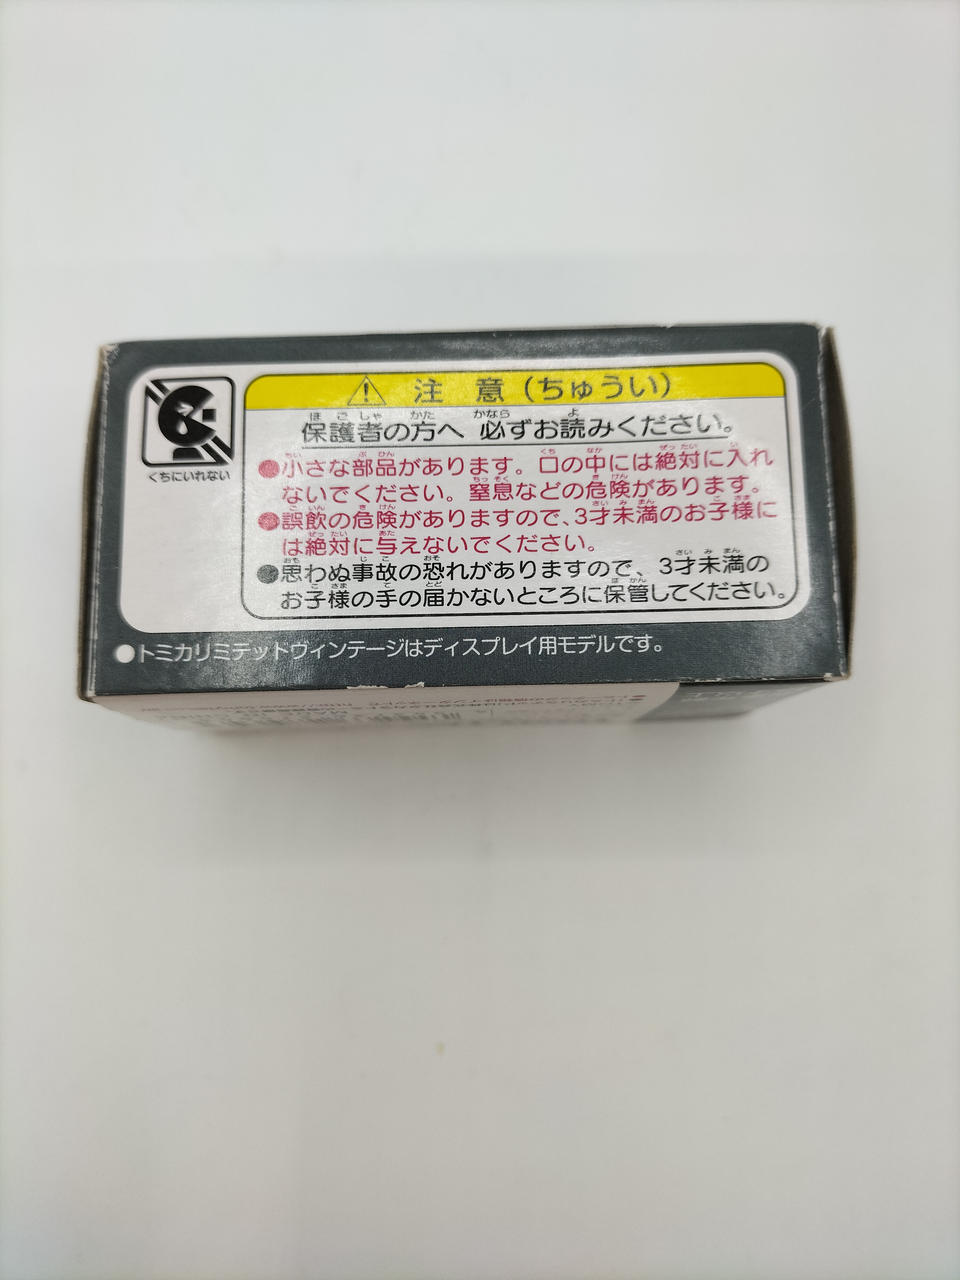 ⚠ 注 意 (ちゅうい)
保護者の方へ 必ずお読みください。
くちにいれない
●小さな部品があります。口の中には絶対に入れ
ないでください。窒息などの危険があります。
●誤飲の危険がありますので、3才未満のお子様に
は絶対に与えないでください。
●思わぬ事故の恐れがありますので、3才未満の
お子様の手の届かないところに保管してください。
●トミカリミテッドヴィンテージはディスプレイ用モデルです。